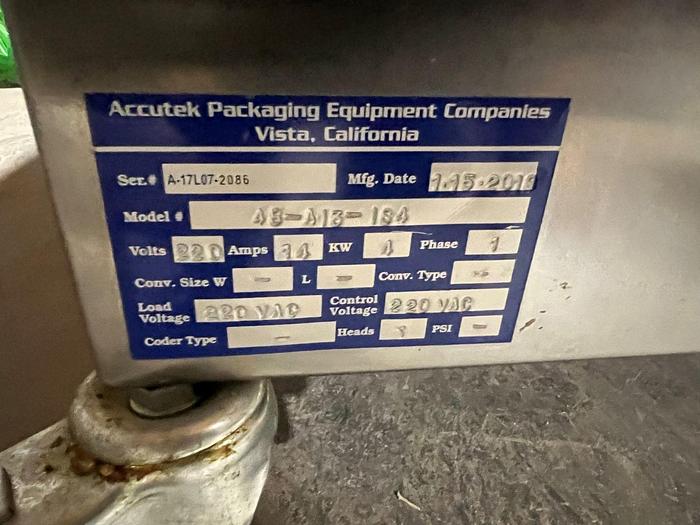 Accutek Packaging Equipment Companies
Vista, California
Ser.# A-17L07-2086 Mfg. Date
Model #
Volts 220 Amps 14 KW Phase 1
Conv. Size W - L - Conv. Type -
Load Voltage 220 VAC Control Voltage 220 VAC
Coder Type - Heads PSI -